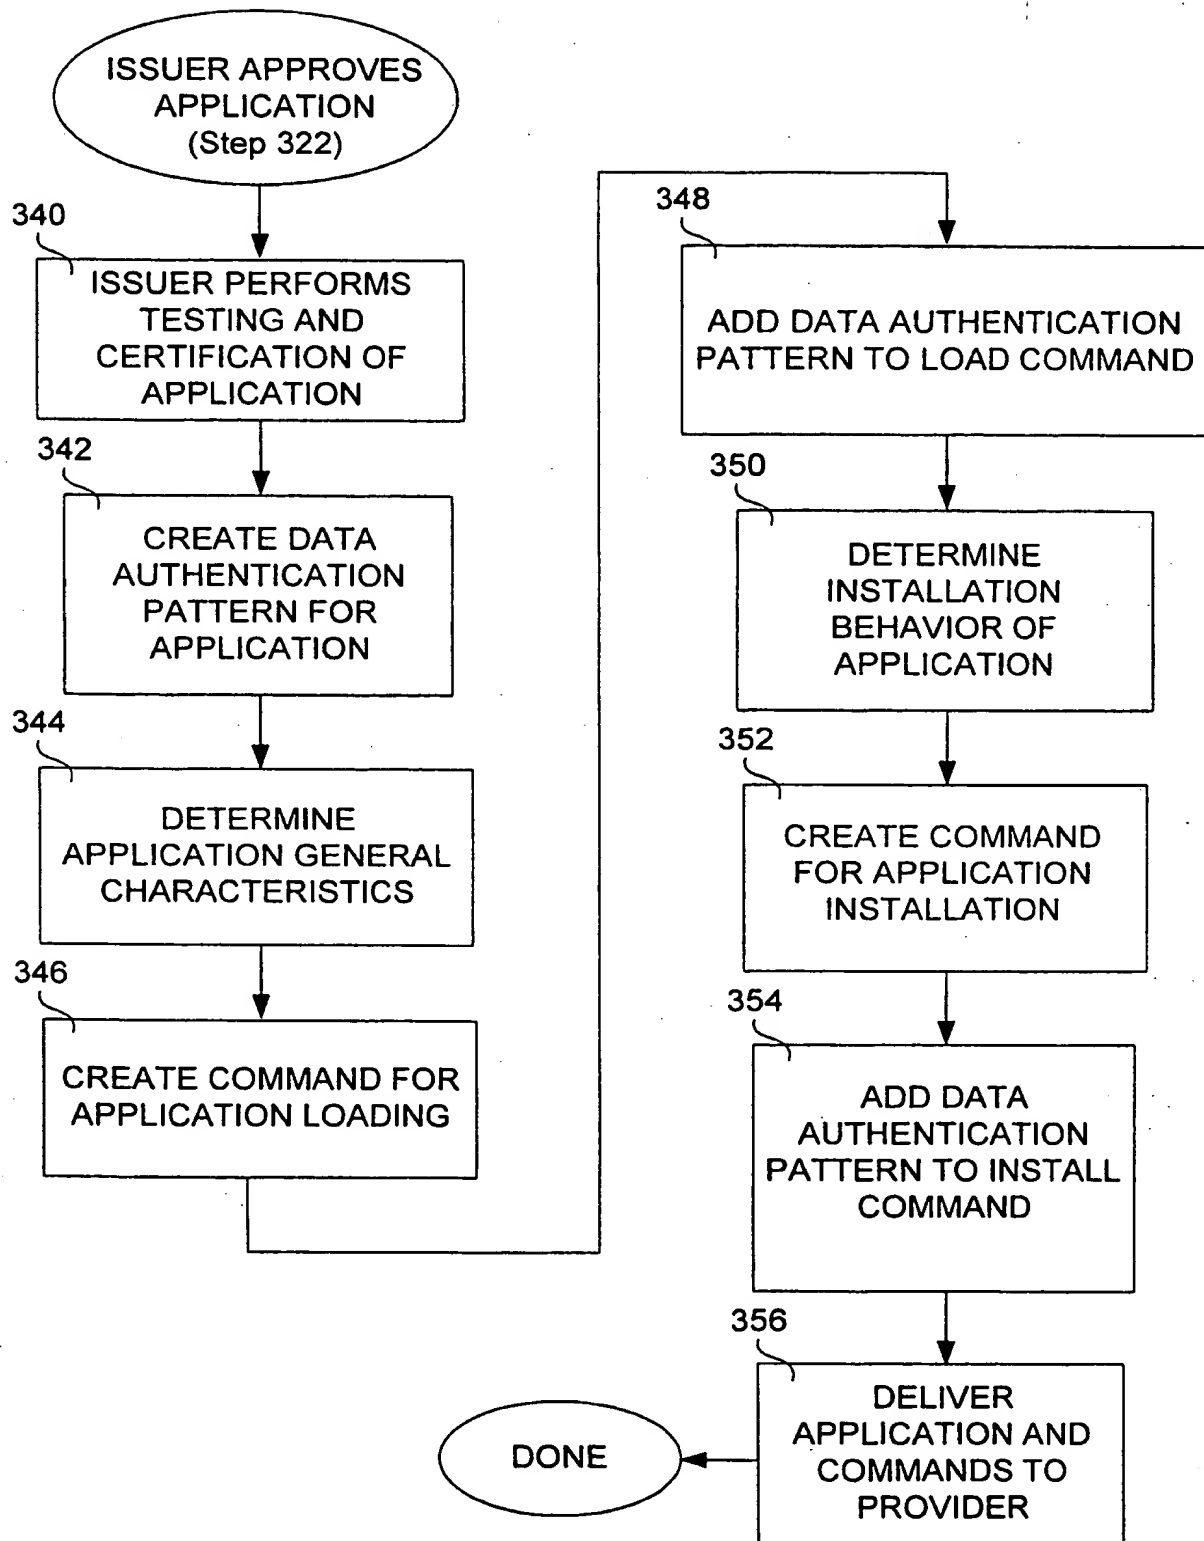 ISSUER APPROVES
APPLICATION
(Step 322)
340
ISSUER PERFORMS
TESTING AND
CERTIFICATION OF
APPLICATION
342
CREATE DATA
AUTHENTICATION
PATTERN FOR
APPLICATION
344
DETERMINE
APPLICATION GENERAL
CHARACTERISTICS
346
CREATE COMMAND FOR
APPLICATION LOADING
348
ADD DATA AUTHENTICATION
PATTERN TO LOAD COMMAND
350
DETERMINE
INSTALLATION
BEHAVIOR OF
APPLICATION
352
CREATE COMMAND
FOR APPLICATION
INSTALLATION
354
ADD DATA
AUTHENTICATION
PATTERN TO INSTALL
COMMAND
356
DELIVER
APPLICATION AND
COMMANDS TO
PROVIDER
DONE